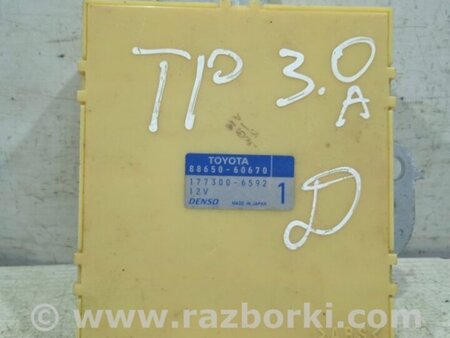 TP 3.0
A
TOYOTA
88650-60670
177300-6592
12V
1
DENSO MADE IN JAPAN
D
www.razborki.com